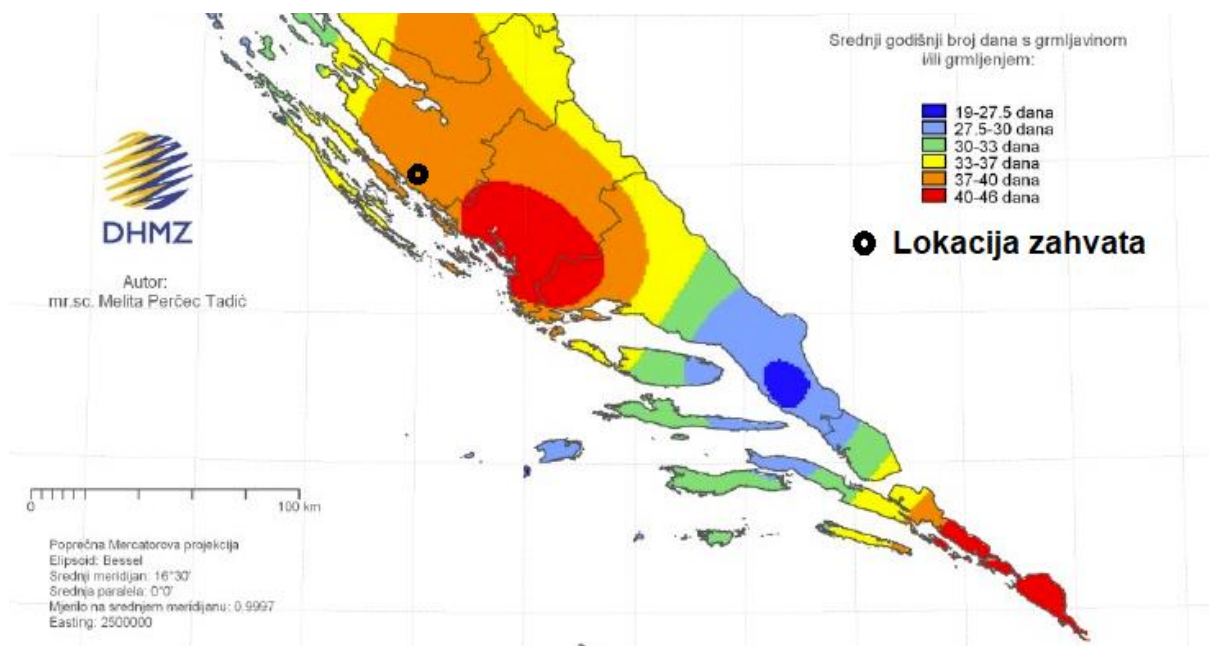 Srednji godišnji broj dana s grmljavinom
i/ili grmljenjem:
19-27.5 dana
27.5-30 dana
30-33 dana
33-37 dana
37-40 dana
40-46 dana
Lokacija zahvata
DHMZ
Autor:
mr.sc. Melita Perčec Tadić
0
100 km
Poprečna Mercatorova projekcija
Elipsoid: Bessel
Srednji meridijan: 16°30'
Srednja paralela: 0°0'
Mjerilo na srednjem meridijanu: 0.9997
Easting: 2500000